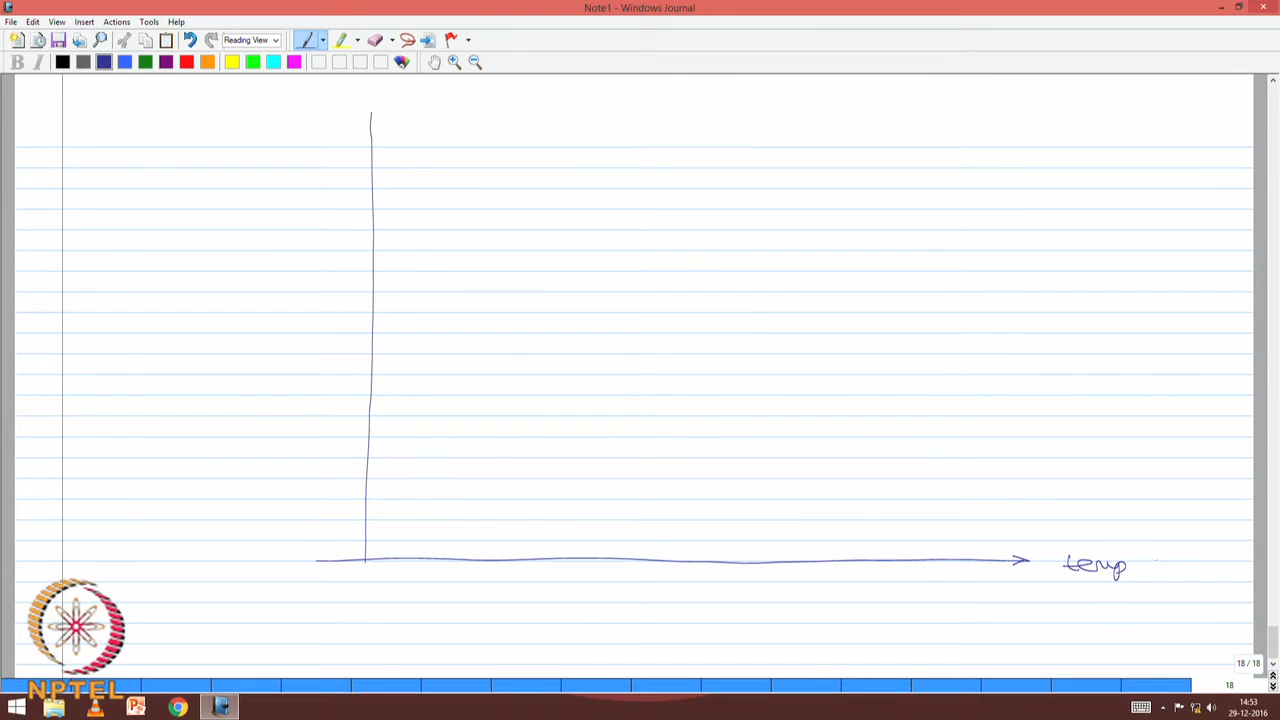 Note1 - Windows Journal
File Edit View Insert Actions Tools Help
Reading View
B I
temp
18 / 18
18
NPTEL
14:53
29-12-2016